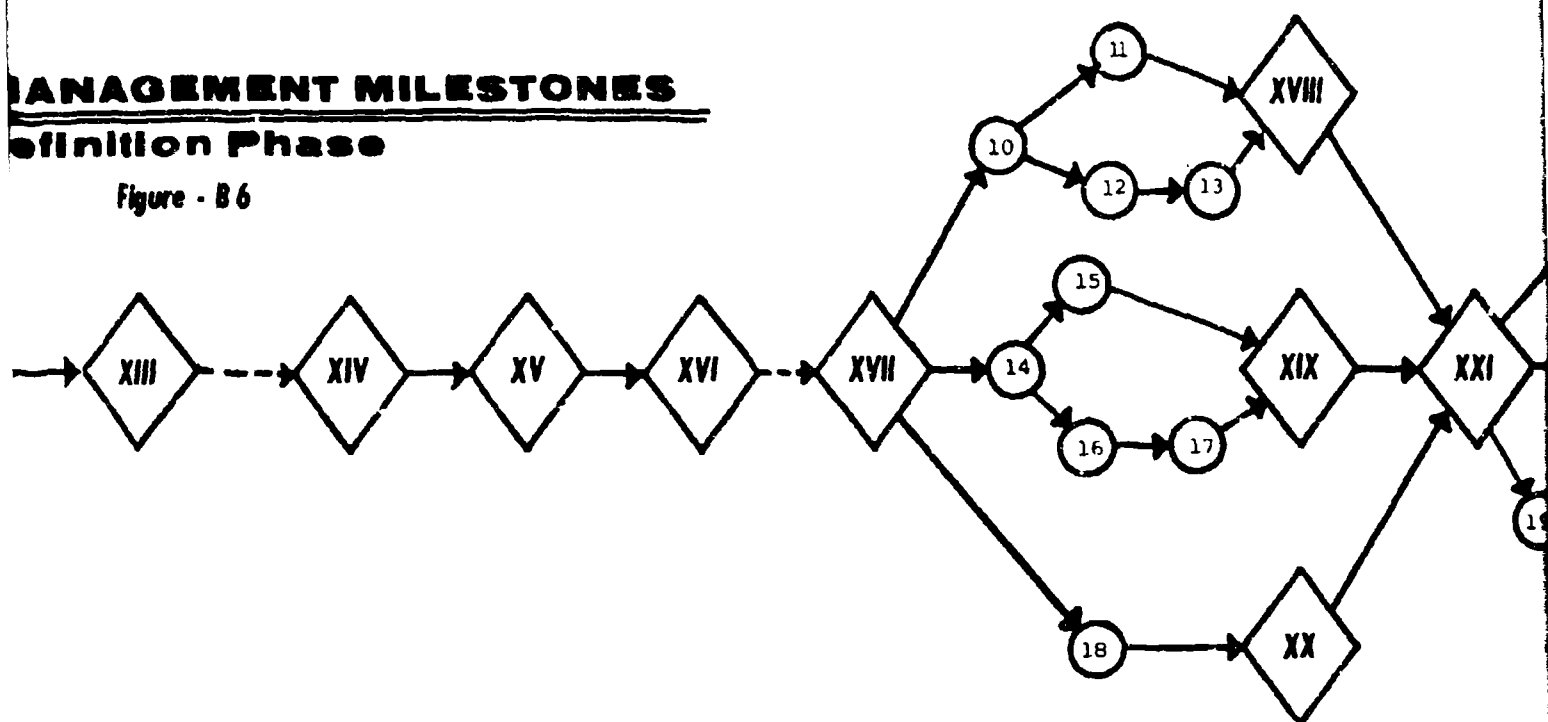 IANAGEMENT MILESTONES
efinition Phase
Figure - B 6
11
XVIII
10
12
13
15
XIII
XIV
XV
XVI
XVII
14
XIX
XXI
16
17
18
XX